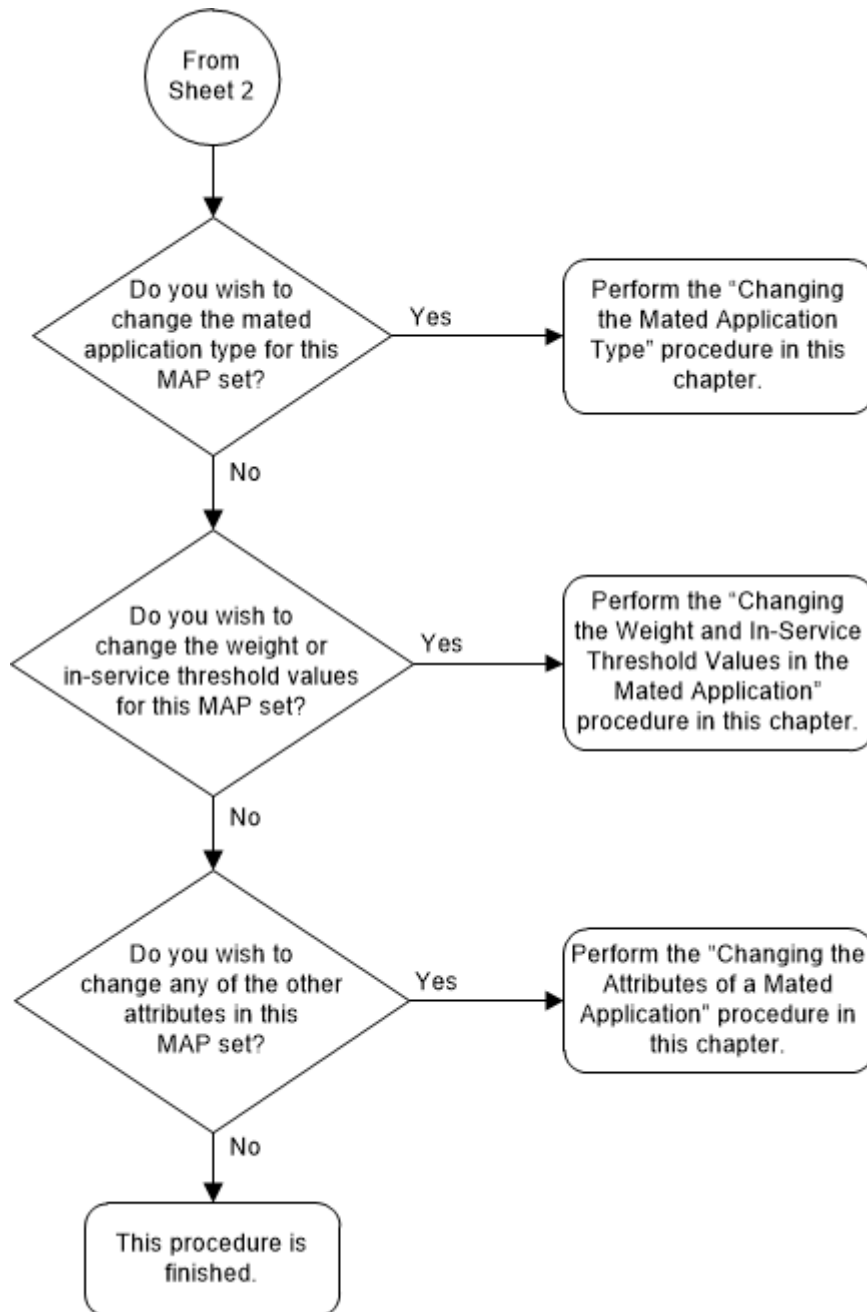 From
Sheet 2
Do you wish to
change the mated
application type for this
MAP set?
Yes
Perform the “Changing
the Mated Application
Type” procedure in this
chapter.
No
Do you wish to
change the weight or
in-service threshold values
for this MAP set?
Yes
Perform the “Changing
the Weight and In-Service
Threshold Values in the
Mated Application”
procedure in this chapter.
No
Do you wish to
change any of the other
attributes in this
MAP set?
Yes
Perform the "Changing the
Attributes of a Mated
Application” procedure in
this chapter.
No
This procedure is
finished.